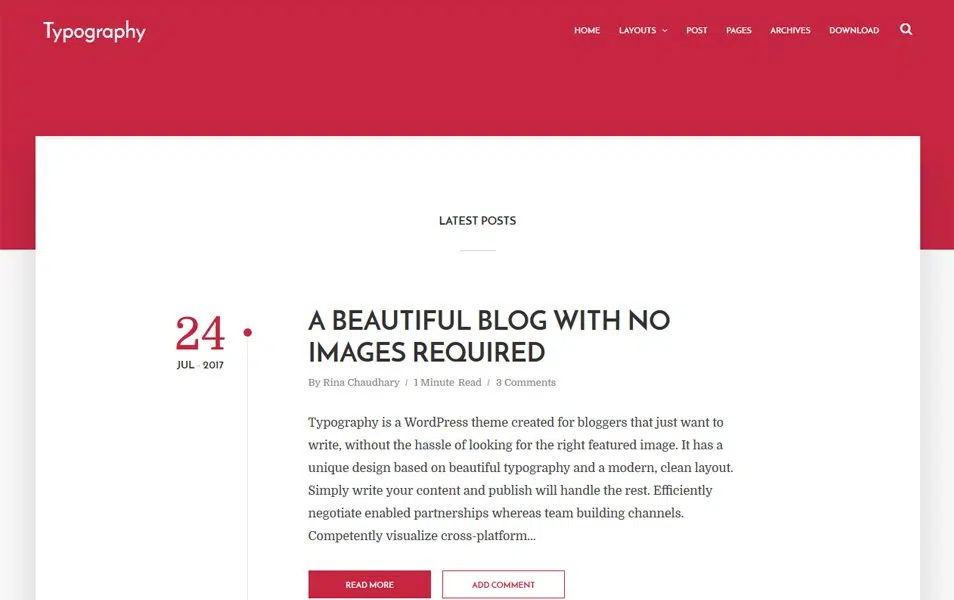 Typography
HOME LAYOUTS POST PAGES ARCHIVES DOWNLOAD
LATEST POSTS
24
JUL - 2017
A BEAUTIFUL BLOG WITH NO
IMAGES REQUIRED
By Rina Chaudhary / 1 Minute Read / 3 Comments
Typography is a WordPress theme created for bloggers that just want to
write, without the hassle of looking for the right featured image. It has a
unique design based on beautiful typography and a modern, clean layout.
Simply write your content and publish will handle the rest. Efficiently
negotiate enabled partnerships whereas team building channels.
Competently visualize cross-platform...
READ MORE ADD COMMENT